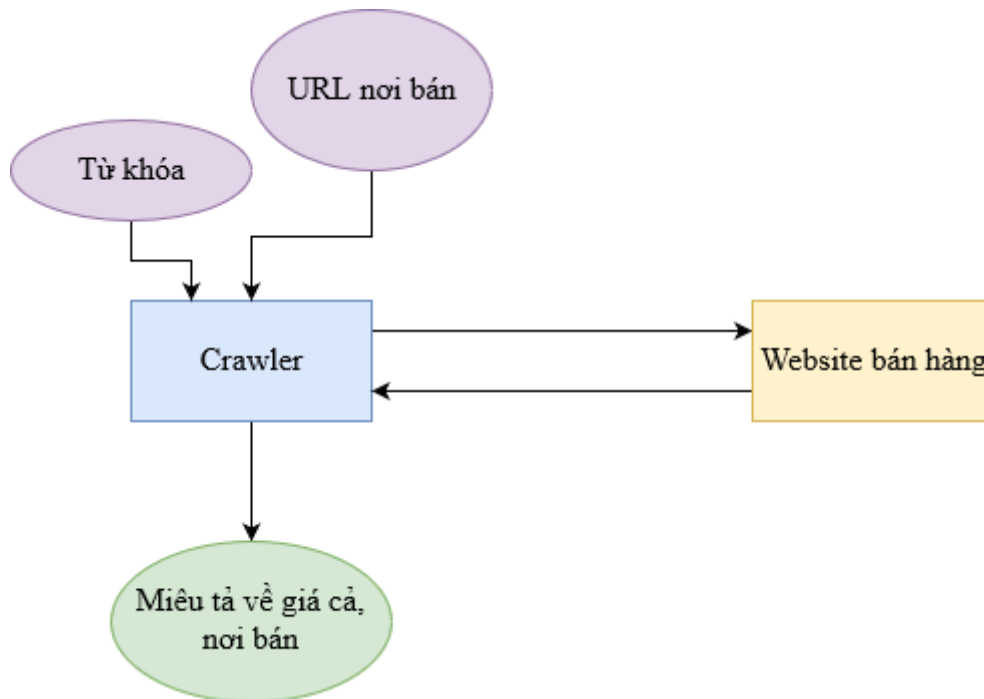 URL nơi bán
Từ khóa
Crawler
Website bán hàng
Miêu tả về giá cả,
nơi bán